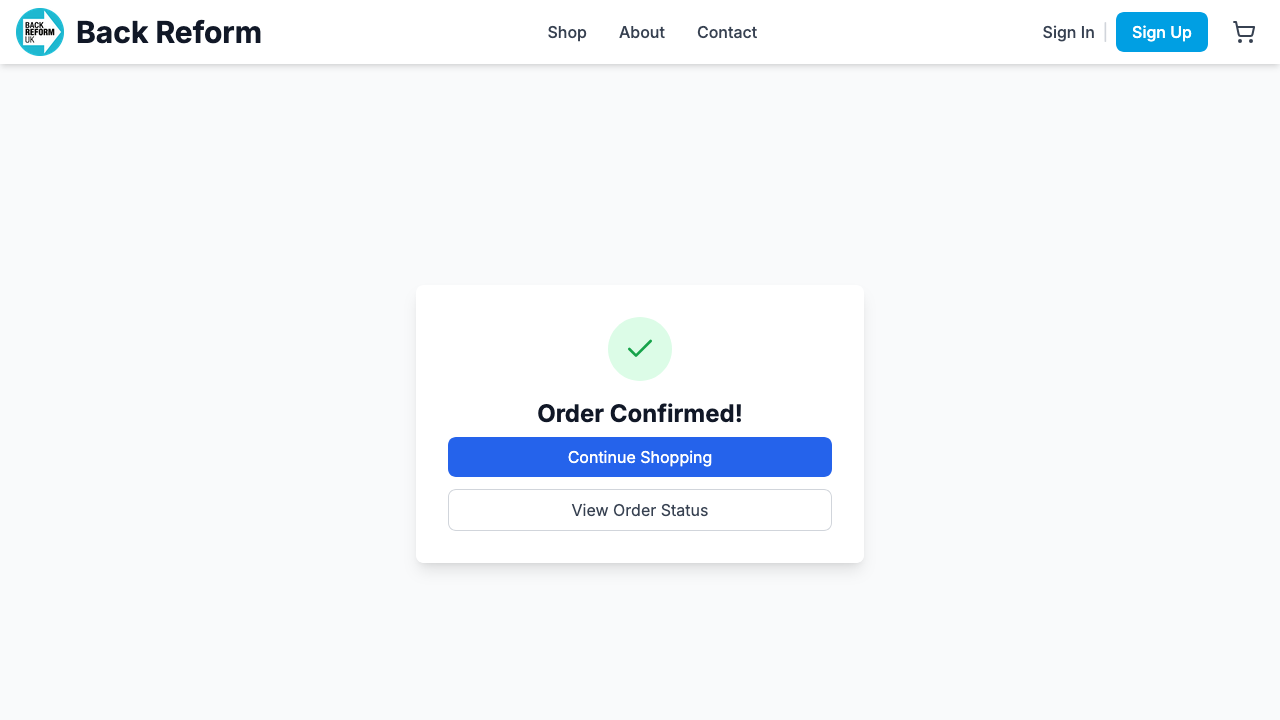 BACK
REFORM
UK
Back Reform
Shop
About
Contact
Sign In
Sign Up
Order Confirmed!
Continue Shopping
View Order Status